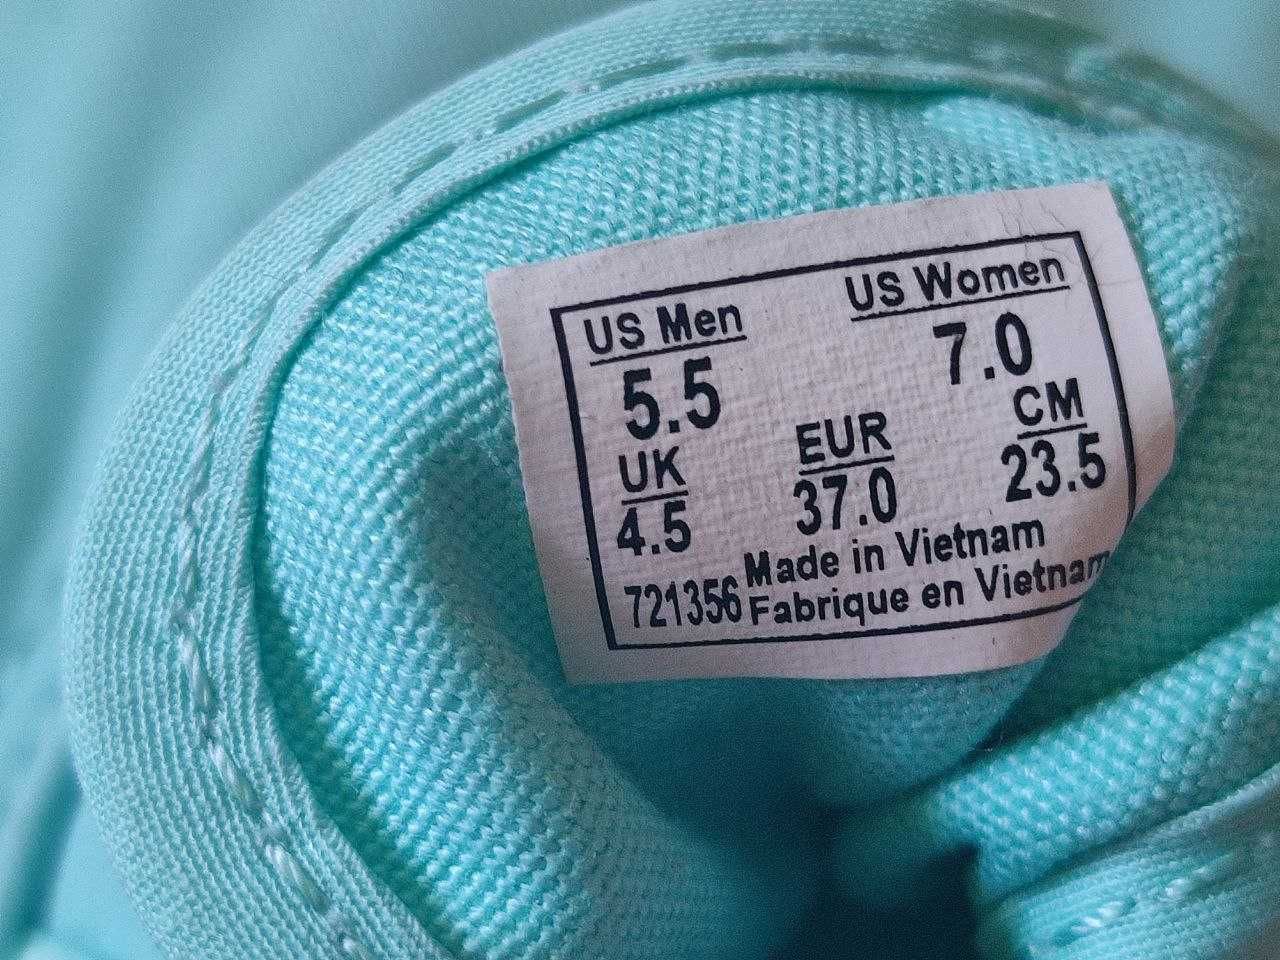 US Men US Women
5.5 7.0
UK EUR CM
4.5 37.0 23.5
Made in Vietnam
721356 Fabrique en Vietnam